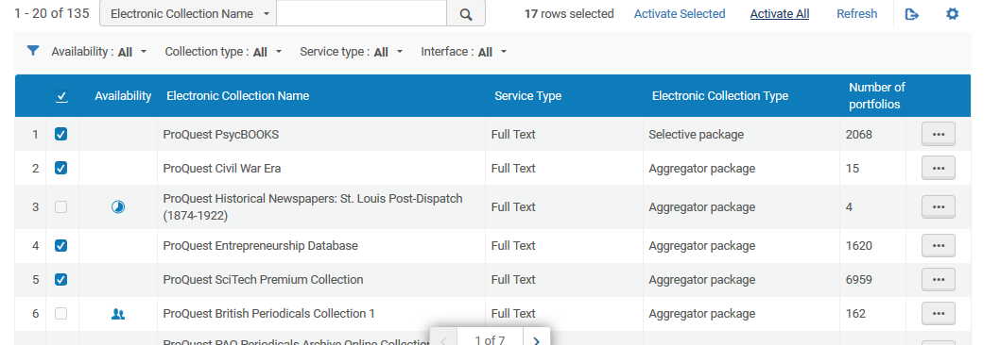 1 - 20 of 135 Electronic Collection Name 17 rows selected Activate Selected Activate All Refresh
Availability : All Collection type : All Service type : All Interface : All
Availability Electronic Collection Name Service Type Electronic Collection Type Number of portfolios
1 ProQuest PsycBOOKS Full Text Selective package 2068 •••
2 ProQuest Civil War Era Full Text Aggregator package 15 •••
3 ProQuest Historical Newspapers: St. Louis Post-Dispatch (1874-1922) Full Text Aggregator package 4 •••
4 ProQuest Entrepreneurship Database Full Text Aggregator package 1620 •••
5 ProQuest SciTech Premium Collection Full Text Aggregator package 6959 •••
6 ProQuest British Periodicals Collection 1 Full Text Aggregator package 162 •••
ProQuest PAO Periodicals Archive Online Collection
1 of 7